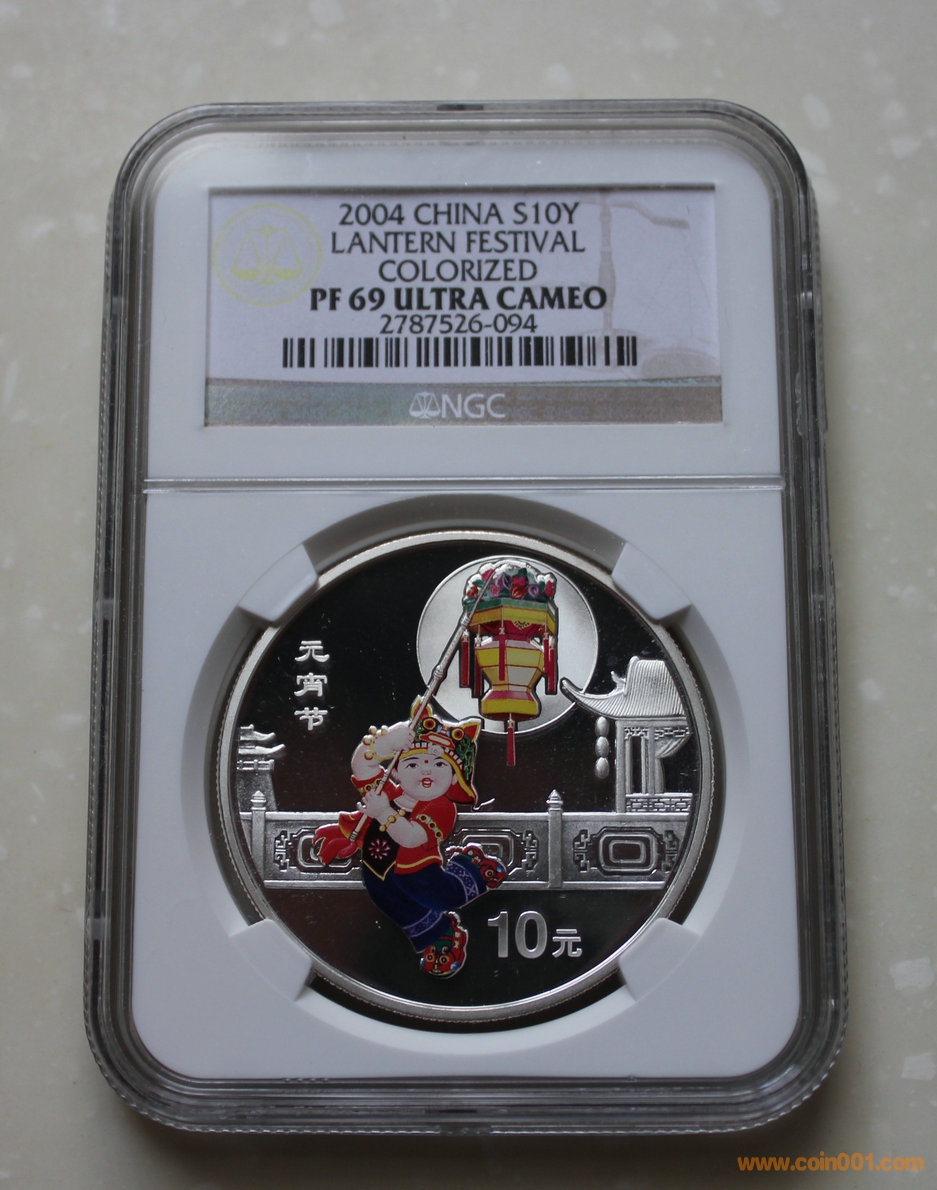 2004 CHINA S10Y
LANTERN FESTIVAL
COLORIZED
PF 69 ULTRA CAMEO
2787526-094
NGC
元宵节
10元
www.coin001.com